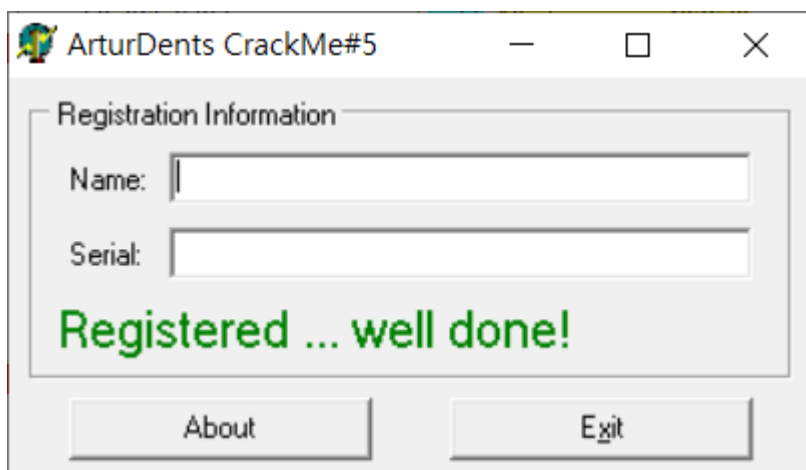 ArturDents CrackMe#5
Registration Information
Name:
Serial:
Registered ... well done!
About Exit